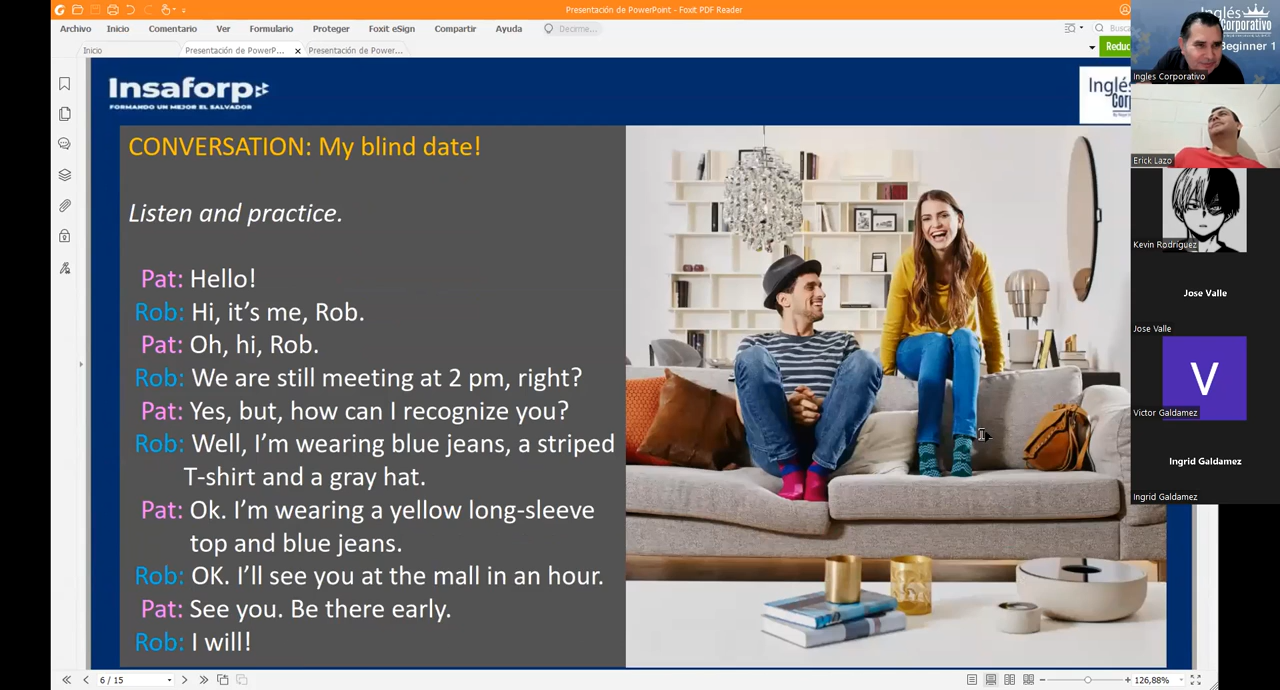 Presentación de PowerPoint - Foxit PDF Reader
Archivo Inicio Comentario Ver Formulario Proteger Foxit eSign Compartir Ayuda Decirme...
Inicio Presentación de PowerP... Presentación de Power...
Insaforp
FORMANDO UN MEJOR EL SALVADOR
CONVERSATION: My blind date!
Listen and practice.
Pat: Hello!
Rob: Hi, it's me, Rob.
Pat: Oh, hi, Rob.
Rob: We are still meeting at 2 pm, right?
Pat: Yes, but, how can I recognize you?
Rob: Well, I'm wearing blue jeans, a striped
T-shirt and a gray hat.
Pat: Ok. I'm wearing a yellow long-sleeve
top and blue jeans.
Rob: OK. I'll see you at the mall in an hour.
Pat: See you. Be there early.
Rob: I will!
6 / 15
126,88%
Inglés
Corporativo
Beginner 1
Ingles Corporativo
Erick Lazo
Kevin Rodríguez
Jose Valle
Jose Valle
V
Victor Galdamez
Ingrid Galdamez
Ingrid Galdamez